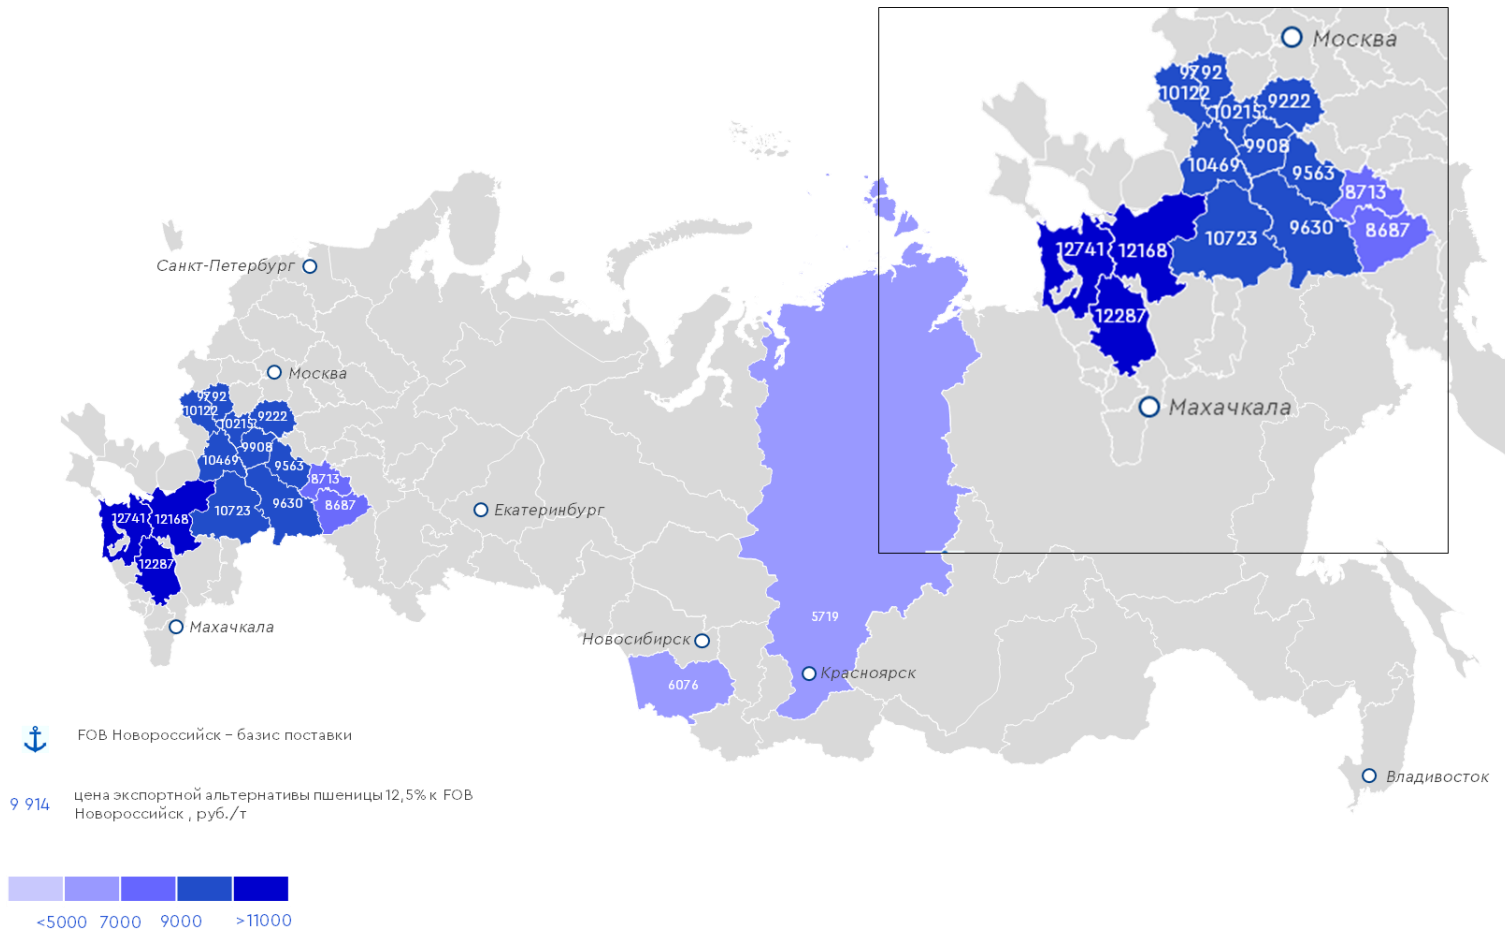 Москва
9792
10122
10215
9222
9908
10469
9563
8713
12741
12168
10723
9630
8687
12287
Махачкала
Санкт-Петербург
Москва
9792
10122
10215
9222
9908
10469
9563
8713
12741
12168
10723
9630
8687
12287
Махачкала
Екатеринбург
Новосибирск
5719
6076
Красноярск
Владивосток
FOB Новороссийск – базис поставки
9 914
цена экспортной альтернативы пшеницы 12,5% к FOB
Новороссийск , руб./т
<5000 7000 9000 >11000